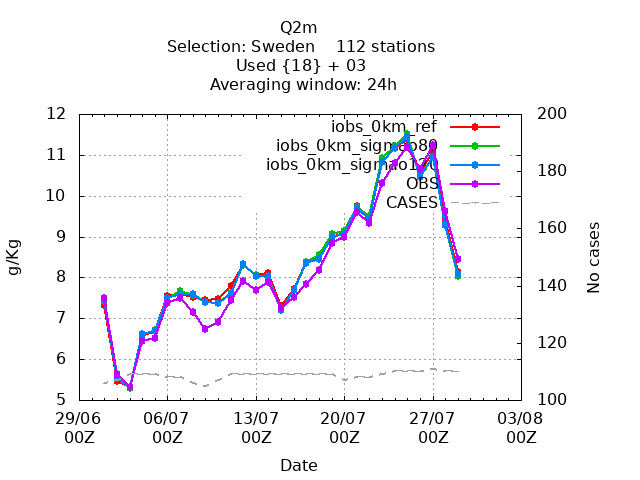 Q2m
Selection: Sweden    112 stations
Used {18} + 03
Averaging window: 24h
12 200
iobs_0km_ref
iobs_0km_sigmao80
iobs_0km_sigmao120
OBS
CASES
11
10 180
9 160
8 140
7
6 120
5 100
g/Kg
No cases
29/06 06/07 13/07 20/07 27/07 03/08
00Z 00Z 00Z 00Z 00Z 00Z
Date